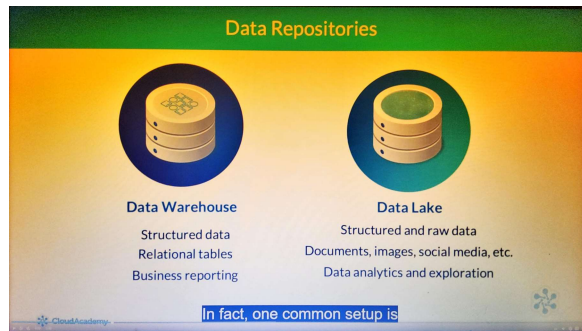 Data Repositories
Data Warehouse
Structured data
Relational tables
Business reporting
Data Lake
Structured and raw data
Documents, images, social media, etc.
Data analytics and exploration
In fact, one common setup is
CloudAcademy